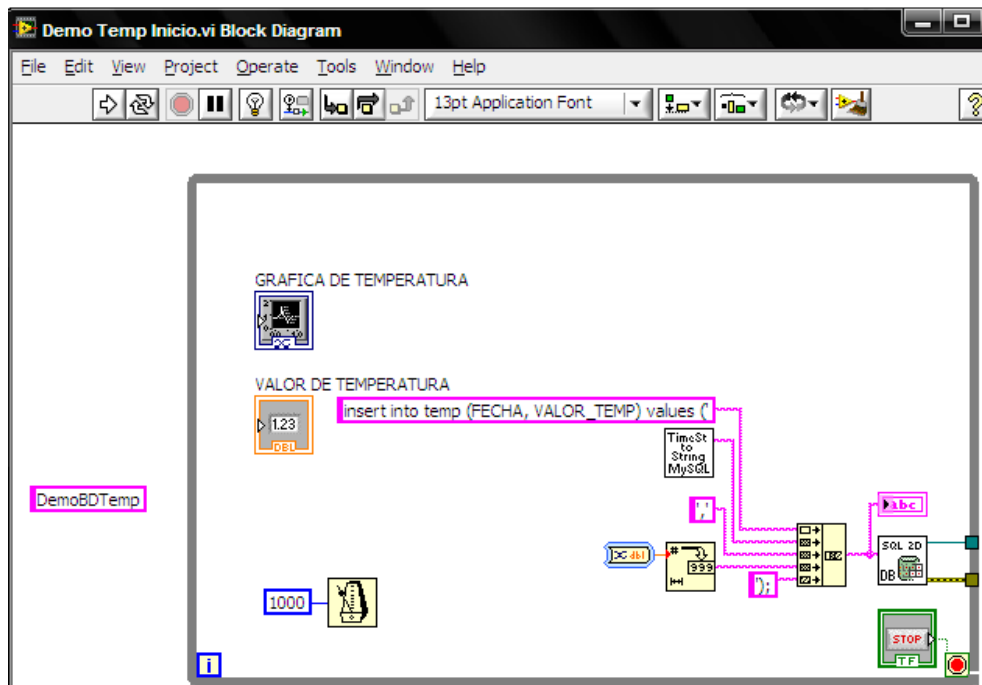 Demo Temp Inicio.vi Block Diagram
File Edit View Project Operate Tools Window Help
13pt Application Font
GRAFICA DE TEMPERATURA
VALOR DE TEMPERATURA
1.23
DBL
insert into temp (FECHA, VALOR_TEMP) values ('
TimeSt
to
String
MySQL
DemoBDTemp
','
abc
dbl
#
999
SQL 2D
DB
');
1000
STOP
TF
i